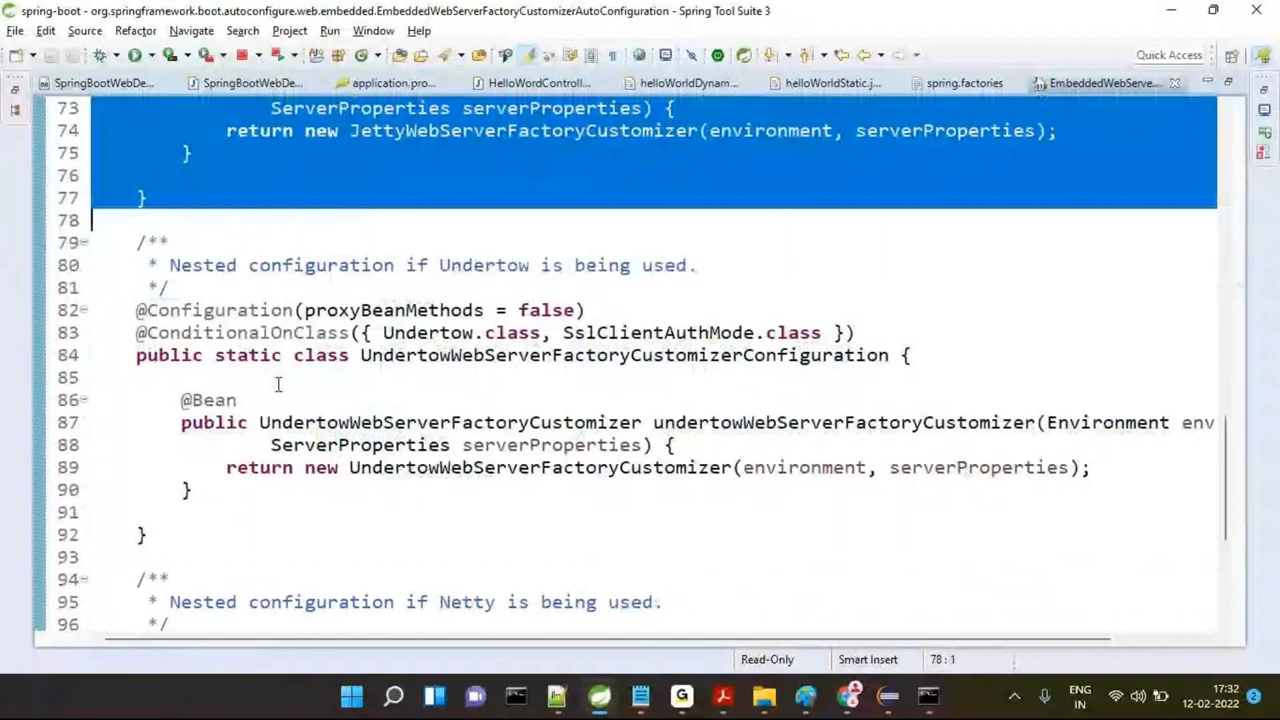 spring-boot - org.springframework.boot.autoconfigure.web.embedded.EmbeddedWebServerFactoryCustomizerAutoConfiguration - Spring Tool Suite 3
File Edit Source Refactor Navigate Search Project Run Window Help
Quick Access
SpringBootWebDe... SpringBootWebDe... application.pro... HelloWordControll... helloWorldDynam... helloWorldStatic.j... spring.factories EmbeddedWebServe...
73 ServerProperties serverProperties) {
74 return new JettyWebServerFactoryCustomizer(environment, serverProperties);
75 }
76
77 }
78
79 /**
80 * Nested configuration if Undertow is being used.
81 */
82 @Configuration(proxyBeanMethods = false)
83 @ConditionalOnClass({ Undertow.class, SslClientAuthMode.class })
84 public static class UndertowWebServerFactoryCustomizerConfiguration {
85
86 @Bean
87 public UndertowWebServerFactoryCustomizer undertowWebServerFactoryCustomizer(Environment env
88 ServerProperties serverProperties) {
89 return new UndertowWebServerFactoryCustomizer(environment, serverProperties);
90 }
91
92 }
93
94 /**
95 * Nested configuration if Netty is being used.
96 */
Read-Only Smart Insert 78 : 1
ENG 17:32
IN 12-02-2022 2